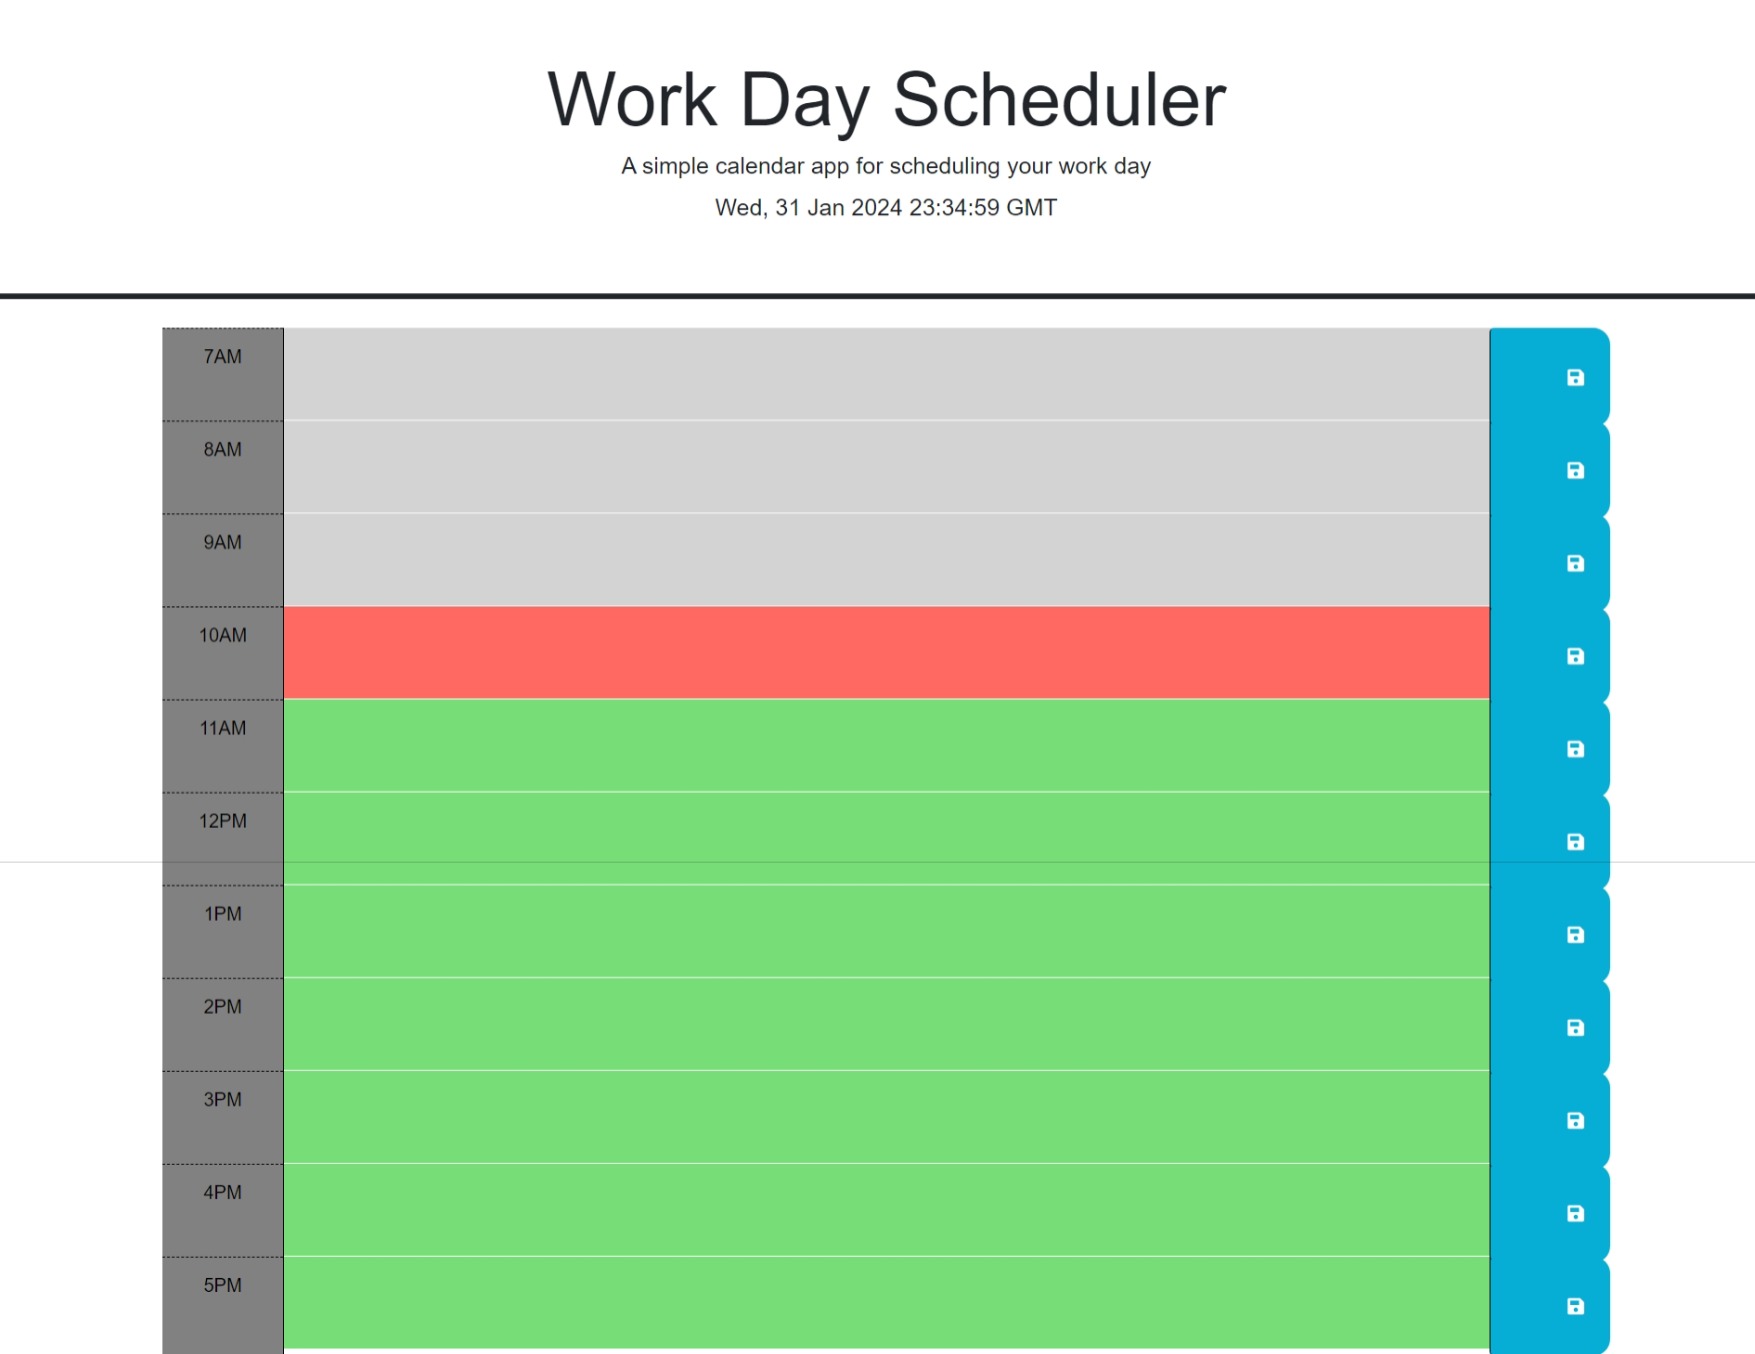 Work Day Scheduler
A simple calendar app for scheduling your work day
Wed, 31 Jan 2024 23:34:59 GMT
7AM
8AM
9AM
10AM
11AM
12PM
1PM
2PM
3PM
4PM
5PM